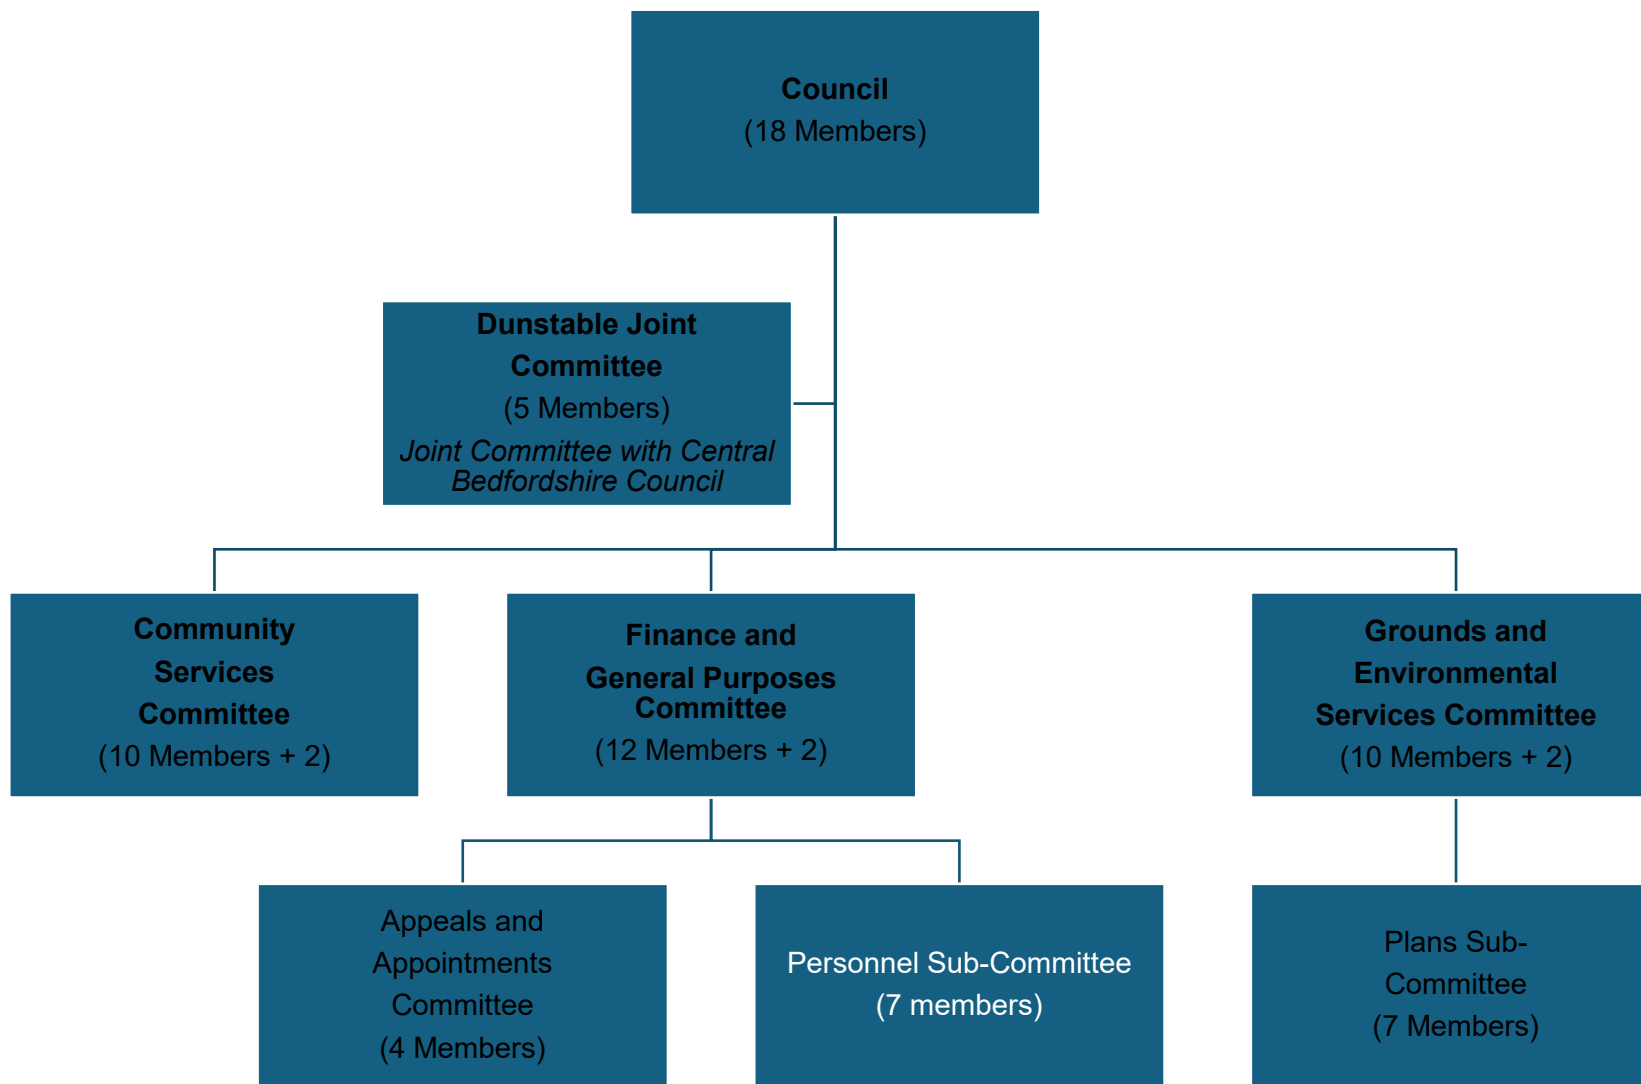 Council
(18 Members)
Dunstable Joint
Committee
(5 Members)
Joint Committee with Central
Bedfordshire Council
Community
Services
Committee
(10 Members + 2)
Finance and
General Purposes
Committee
(12 Members + 2)
Grounds and
Environmental
Services Committee
(10 Members + 2)
Appeals and
Appointments
Committee
(4 Members)
Personnel Sub-Committee
(7 members)
Plans Sub-
Committee
(7 Members)